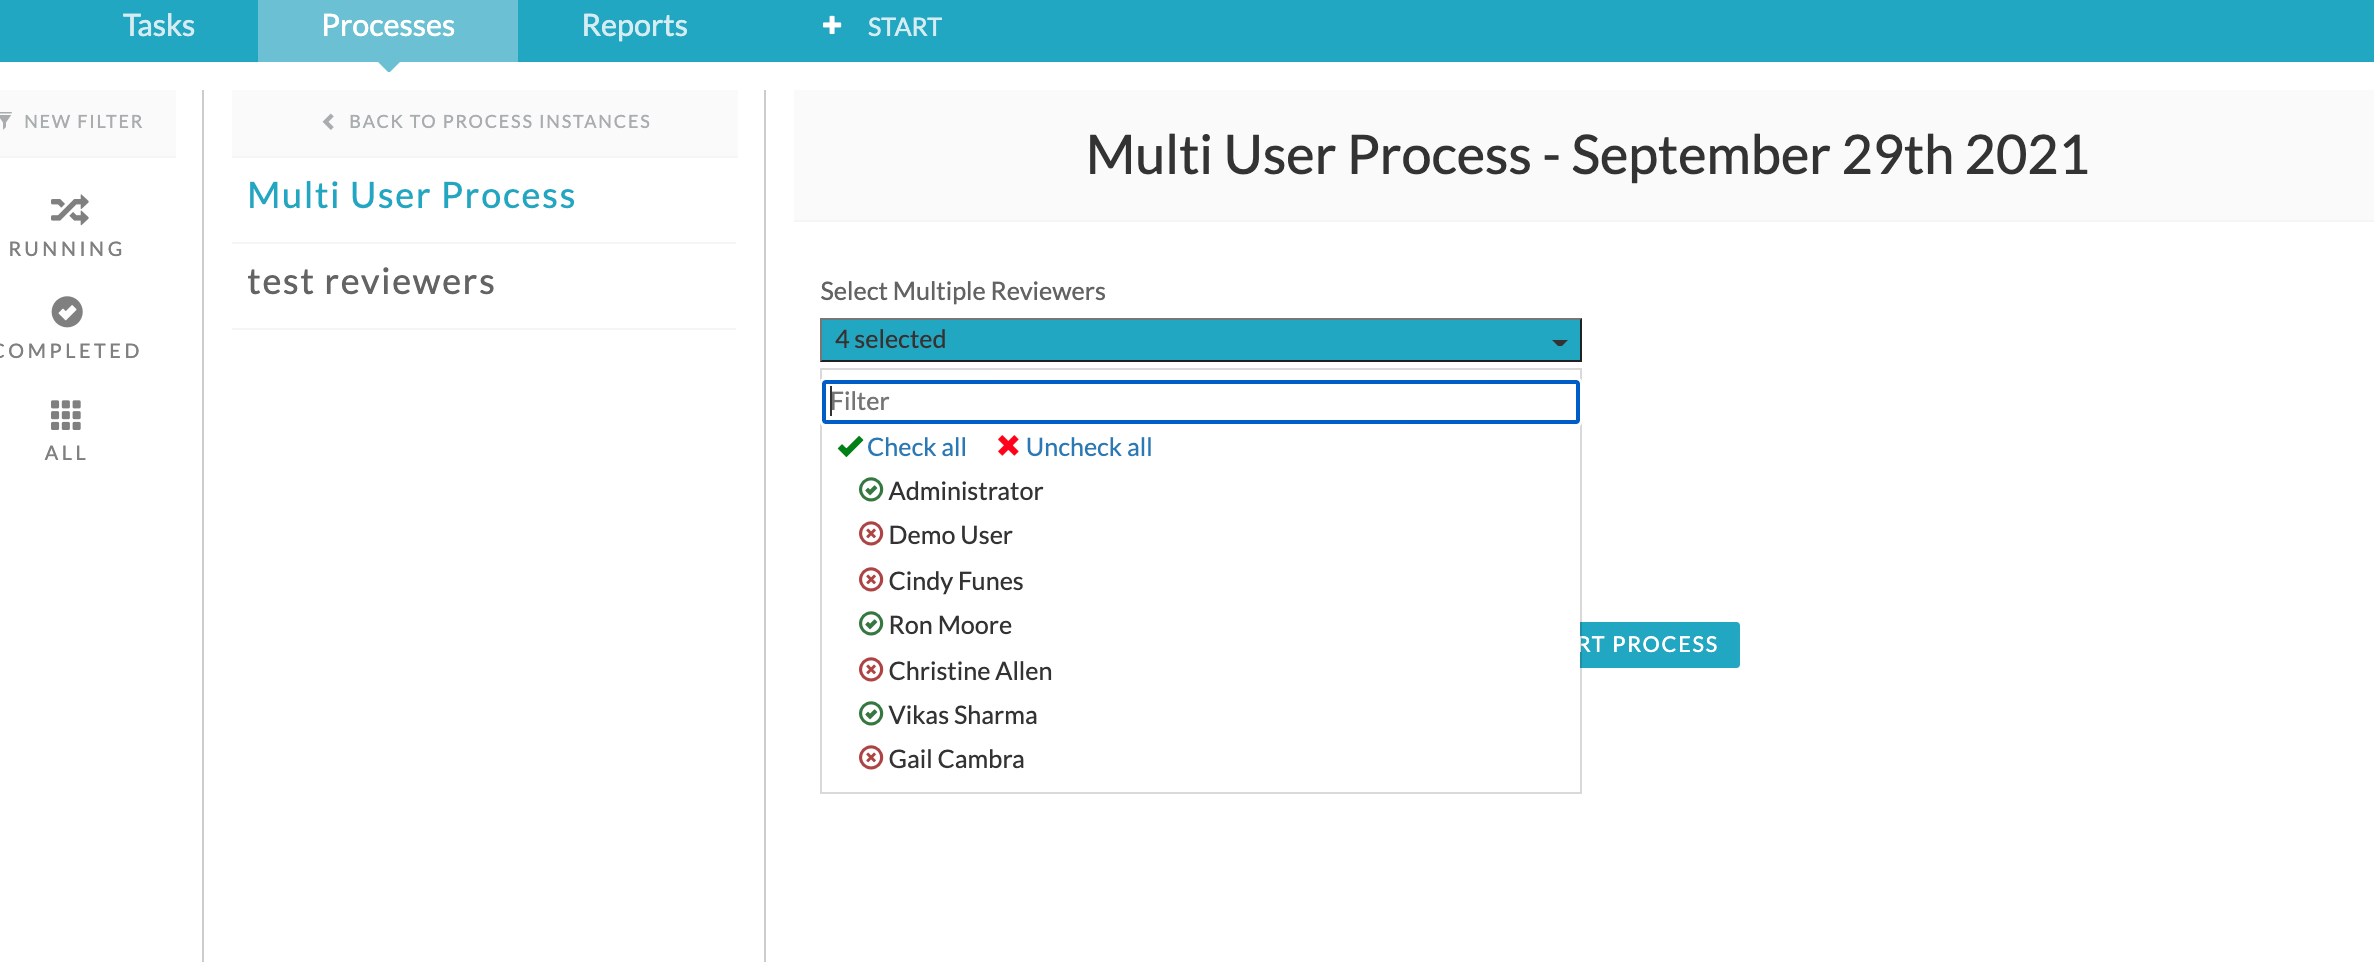 Tasks
Processes
Reports
START
NEW FILTER
RUNNING
COMPLETED
ALL
BACK TO PROCESS INSTANCES
Multi User Process
test reviewers
Multi User Process - September 29th 2021
Select Multiple Reviewers
4 selected
Filter
Check all Uncheck all
Administrator
Demo User
Cindy Funes
Ron Moore
Christine Allen
Vikas Sharma
Gail Cambra
RT PROCESS